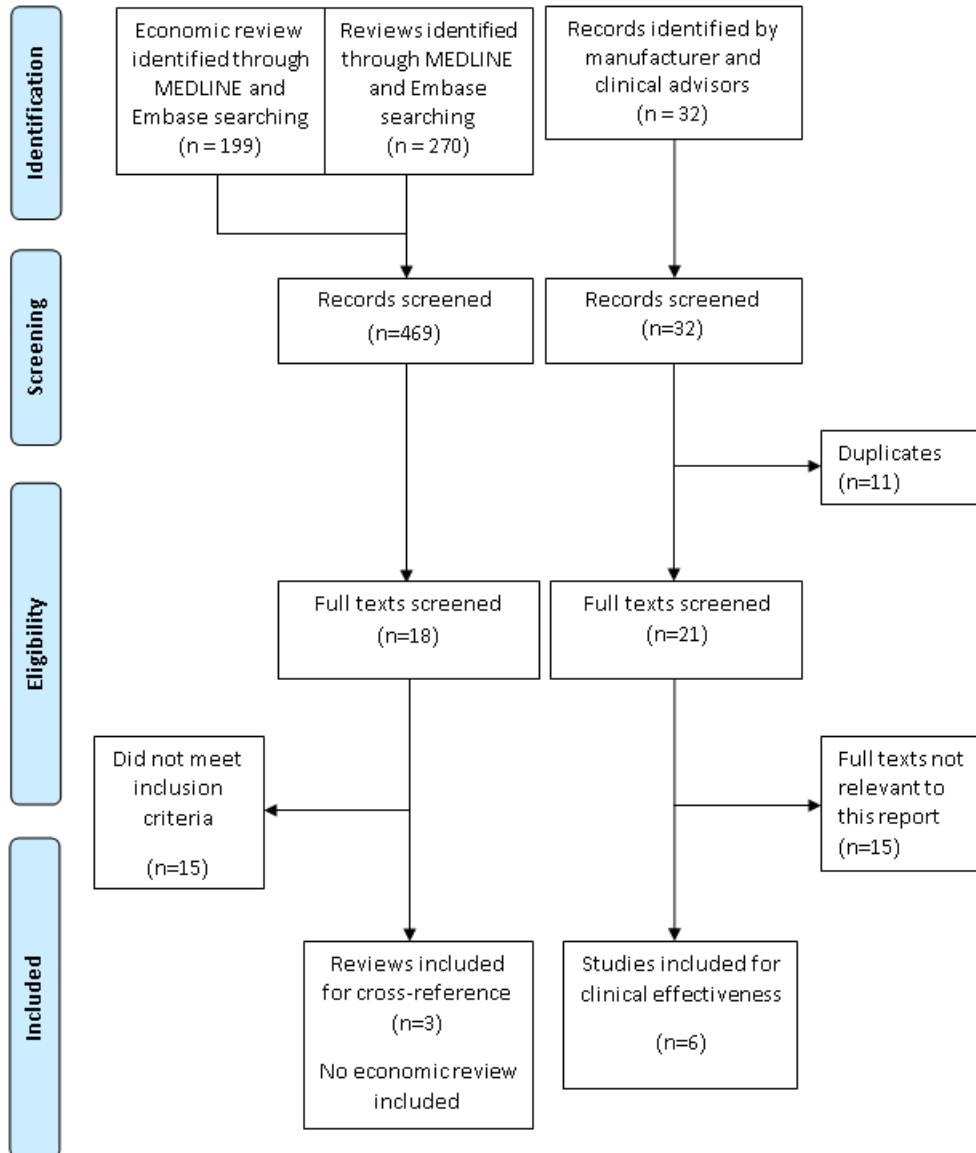 Identification
Economic review
identified through
MEDLINE and
Embase searching
(n = 199)
Reviews identified
through MEDLINE
and Embase
searching
(n = 270)
Records identified by
manufacturer and
clinical advisors
(n = 32)
Screening
Records screened
(n=469)
Records screened
(n=32)
Duplicates
(n=11)
Eligibility
Full texts screened
(n=18)
Full texts screened
(n=21)
Did not meet
inclusion
criteria
(n=15)
Full texts not
relevant to
this report
(n=15)
Included
Reviews included
for cross-reference
(n=3)
No economic review
included
Studies included for
clinical effectiveness
(n=6)